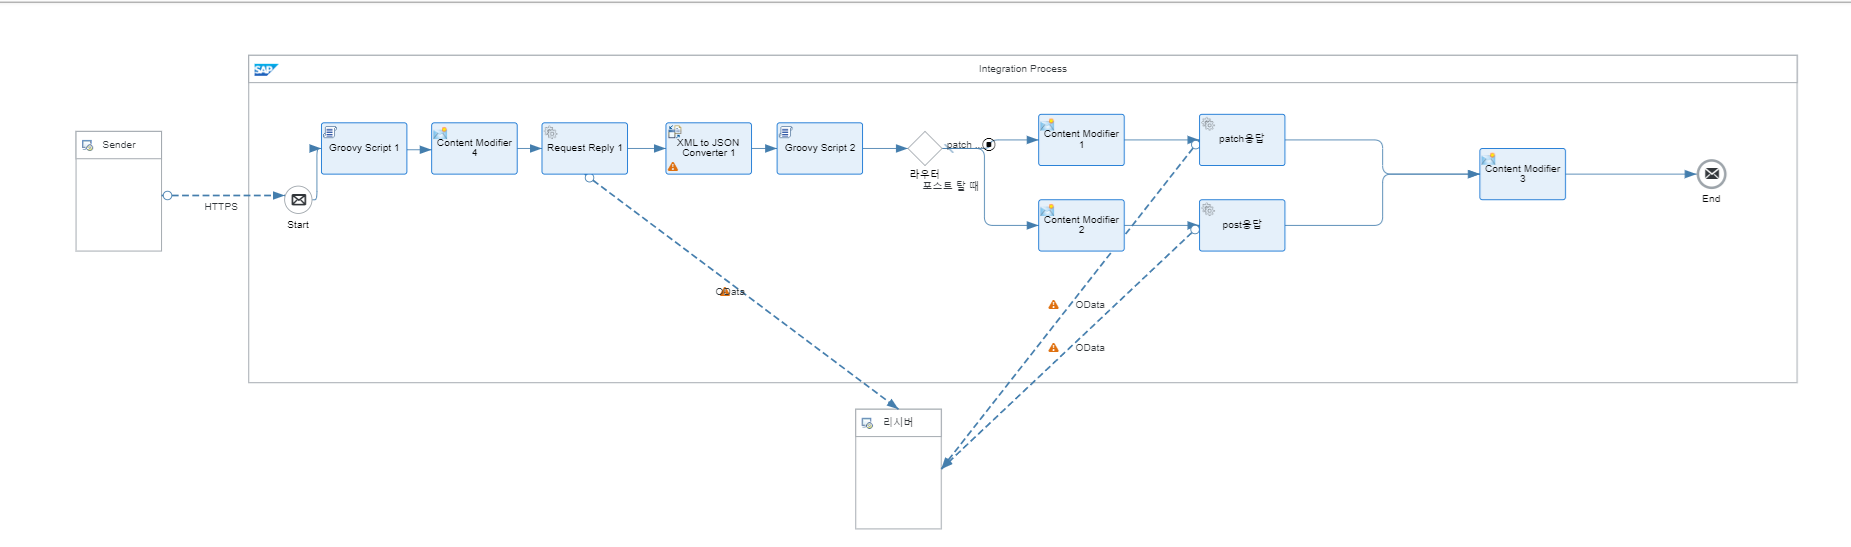 SAP
Integration Process
Sender
HTTPS
Start
Groovy Script 1
Content Modifier
4
Request Reply 1
XML to JSON
Converter 1
Groovy Script 2
라우터
patch ...
포스트 탈 때
Content Modifier
1
patch응답
Content Modifier
2
post응답
Content Modifier
3
End
OData
OData
OData
리시버